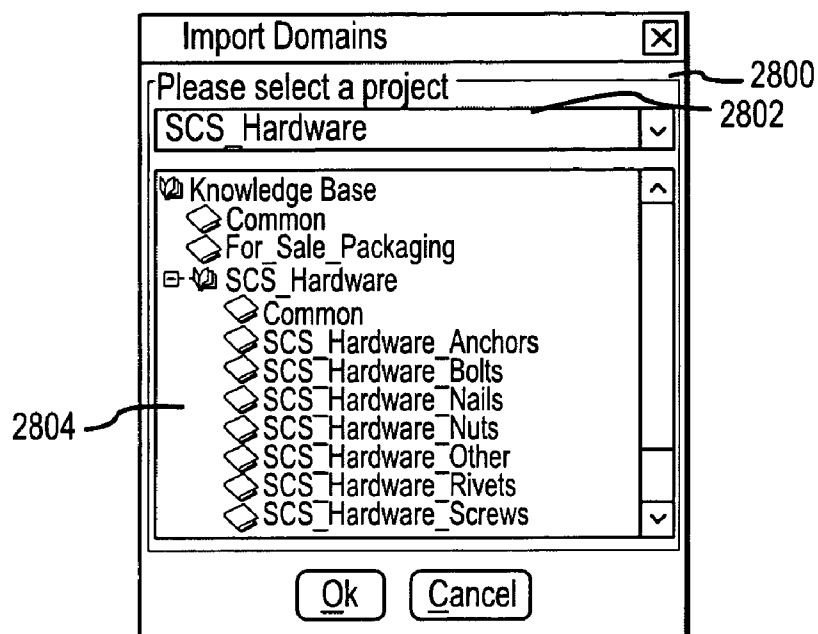 Import Domains
2800
Please select a project
2802
SCS_Hardware
Knowledge Base
Common
For_Sale_Packaging
SCS_Hardware
Common
SCS_Hardware_Anchors
SCS_Hardware_Bolts
SCS_Hardware_Nails
SCS_Hardware_Nuts
SCS_Hardware_Other
SCS_Hardware_Rivets
SCS_Hardware_Screws
2804
Ok Cancel